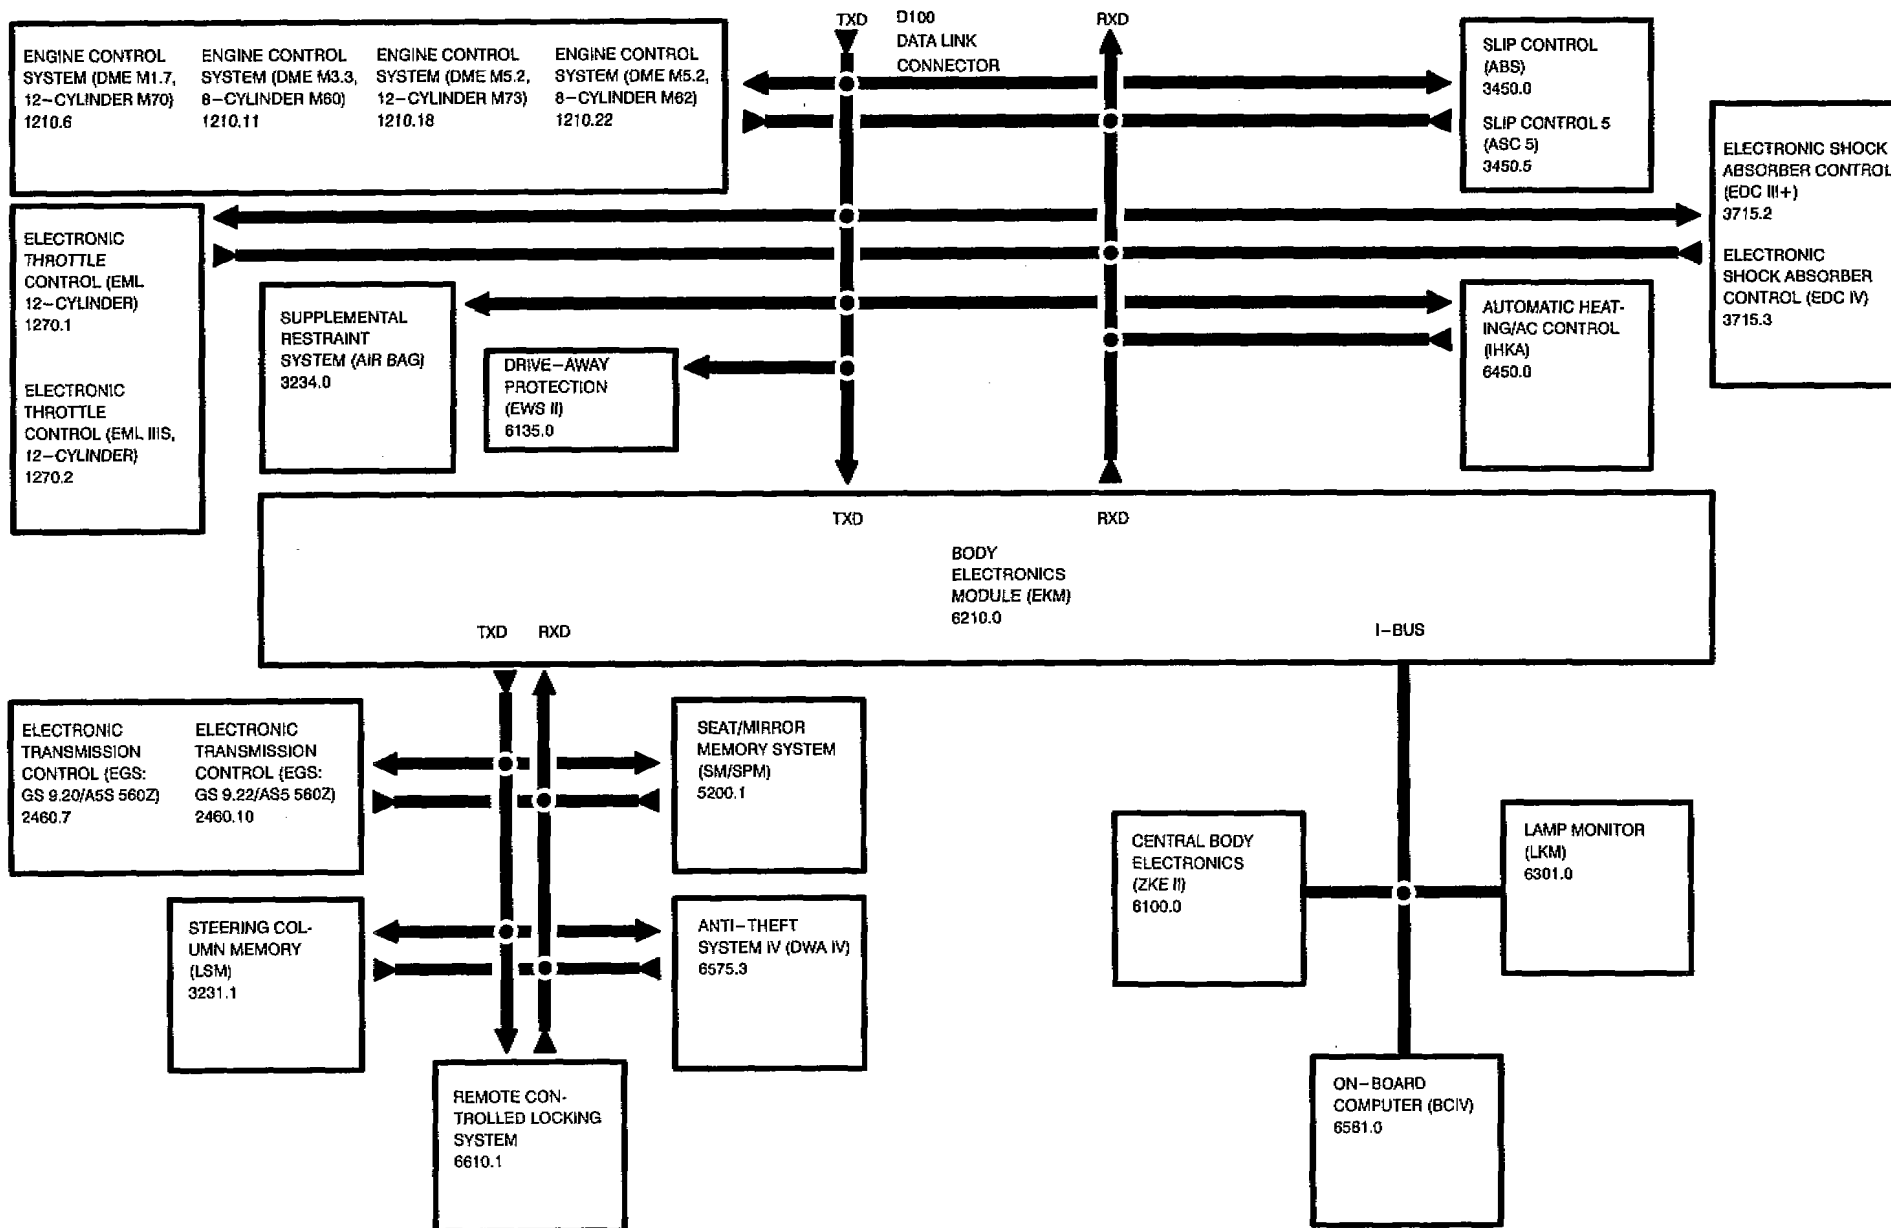 TXD
D100
DATA LINK
CONNECTOR
RXD
ENGINE CONTROL
SYSTEM (DME M1.7,
12-CYLINDER M70)
1210.6
ENGINE CONTROL
SYSTEM (DME M3.3,
8-CYLINDER M60)
1210.11
ENGINE CONTROL
SYSTEM (DME M5.2,
12-CYLINDER M73)
1210.18
ENGINE CONTROL
SYSTEM (DME M5.2,
8-CYLINDER M62)
1210.22
SLIP CONTROL
(ABS)
3450.0
SLIP CONTROL 5
(ASC 5)
3450.5
ELECTRONIC SHOCK
ABSORBER CONTROL
(EDC III+)
3715.2
ELECTRONIC
SHOCK ABSORBER
CONTROL (EDC IV)
3715.3
ELECTRONIC
THROTTLE
CONTROL (EML
12-CYLINDER)
1270.1
ELECTRONIC
THROTTLE
CONTROL (EML IIIS,
12-CYLINDER)
1270.2
SUPPLEMENTAL
RESTRAINT
SYSTEM (AIR BAG)
3234.0
DRIVE-AWAY
PROTECTION
(EWS II)
6135.0
AUTOMATIC HEAT-
ING/AC CONTROL
(IHKA)
6450.0
TXD
RXD
BODY
ELECTRONICS
MODULE (EKM)
6210.0
TXD
RXD
I-BUS
ELECTRONIC
TRANSMISSION
CONTROL (EGS:
GS 9.20/A5S 560Z)
2460.7
ELECTRONIC
TRANSMISSION
CONTROL (EGS:
GS 9.22/AS5 560Z)
2460.10
SEAT/MIRROR
MEMORY SYSTEM
(SM/SPM)
5200.1
STEERING COL-
UMN MEMORY
(LSM)
3231.1
ANTI-THEFT
SYSTEM IV (DWA IV)
6575.3
REMOTE CON-
TROLLED LOCKING
SYSTEM
6610.1
CENTRAL BODY
ELECTRONICS
(ZKE II)
6100.0
LAMP MONITOR
(LKM)
6301.0
ON-BOARD
COMPUTER (BCIV)
6581.0